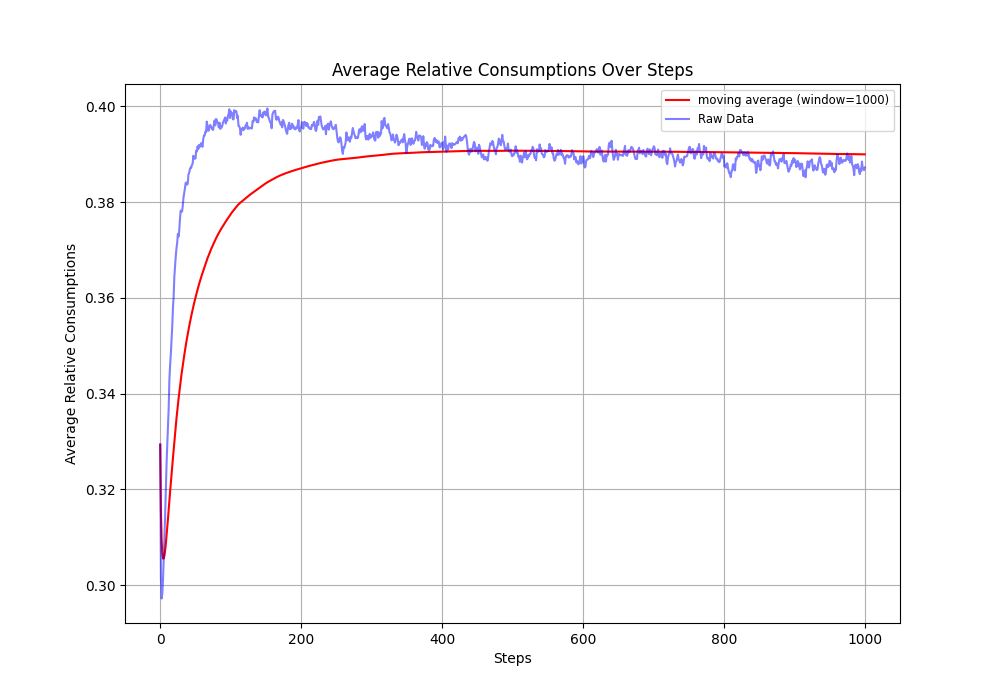 Average Relative Consumptions Over Steps
moving average (window=1000)
Raw Data
Average Relative Consumptions
0.40
0.38
0.36
0.34
0.32
0.30
0 200 400 600 800 1000
Steps